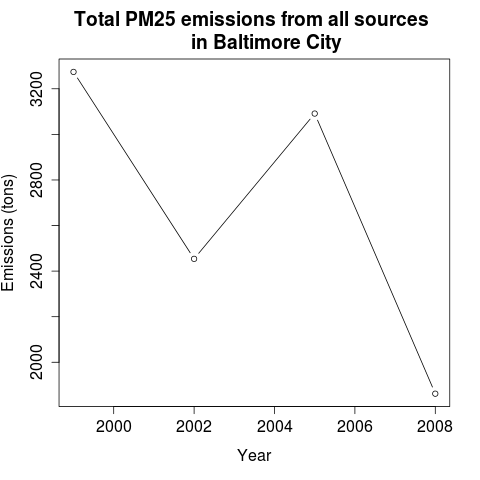 Total PM25 emissions from all sources
in Baltimore City
3200
2800
2400
2000
Emissions (tons)
2000 2002 2004 2006 2008
Year